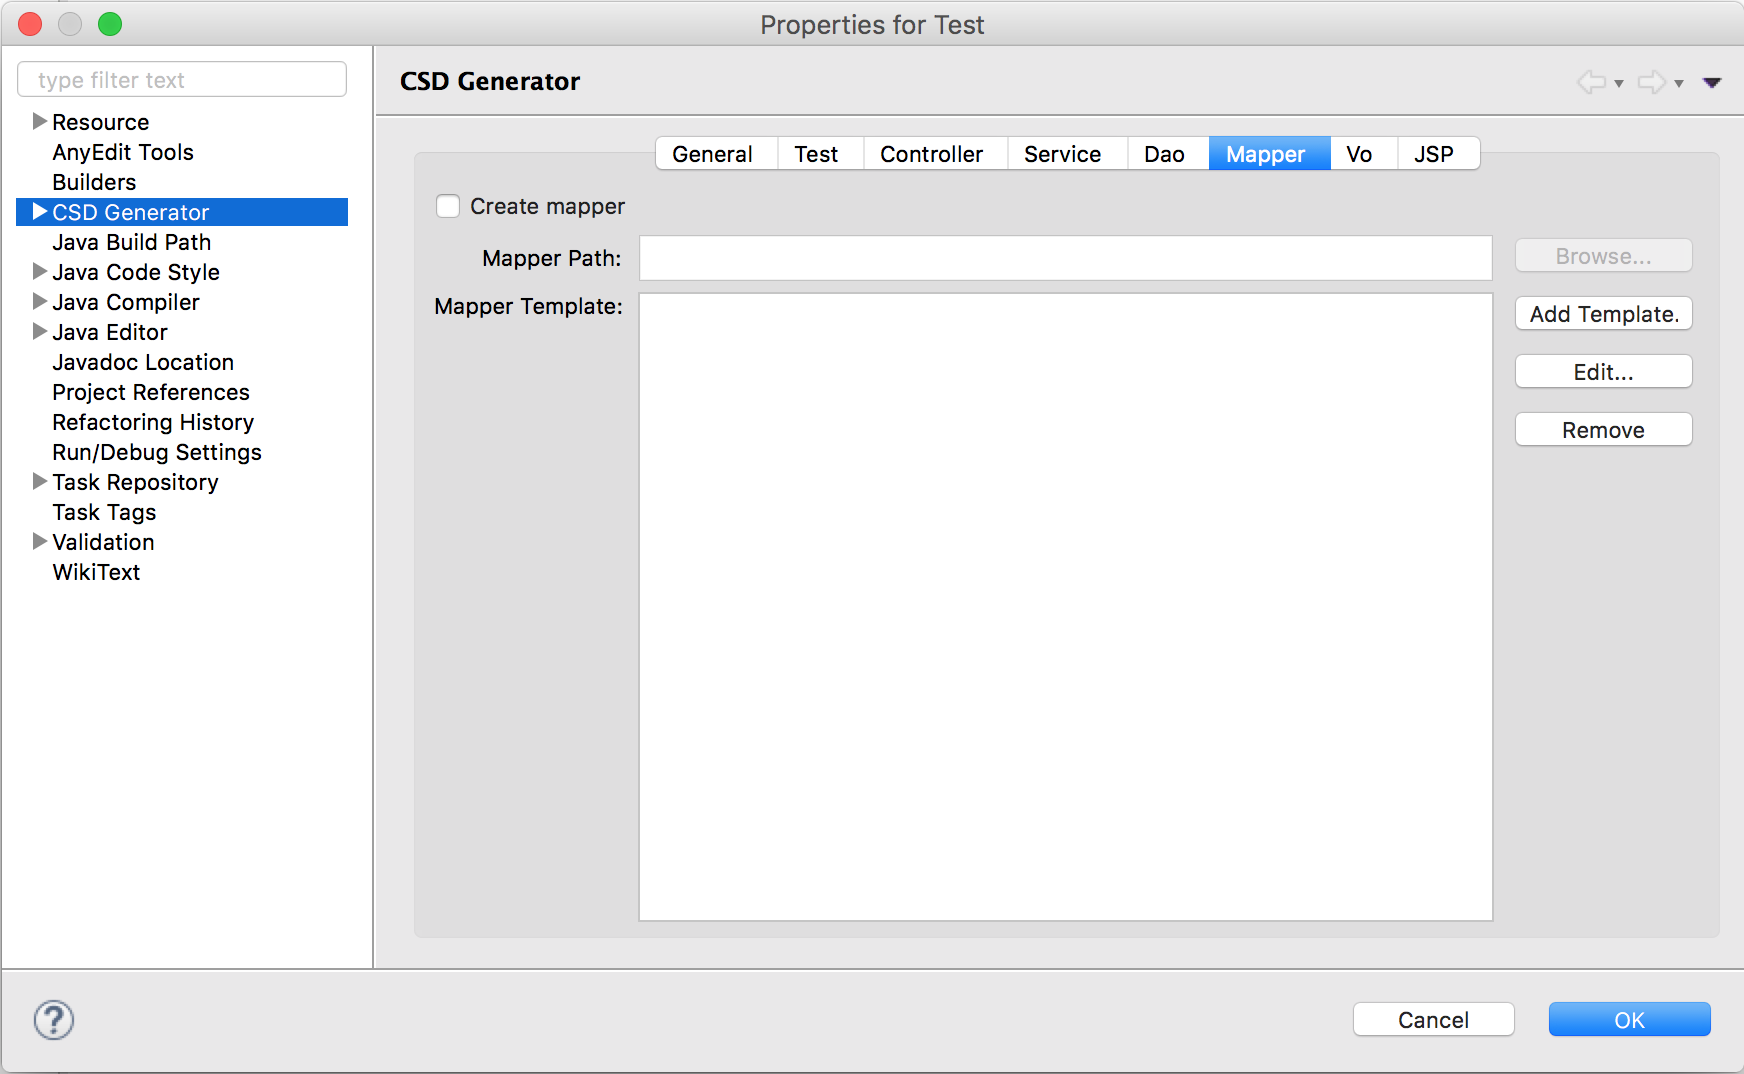 Properties for Test
type filter text
Resource
AnyEdit Tools
Builders
CSD Generator
Java Build Path
Java Code Style
Java Compiler
Java Editor
Javadoc Location
Project References
Refactoring History
Run/Debug Settings
Task Repository
Task Tags
Validation
WikiText
CSD Generator
General Test Controller Service Dao Mapper Vo JSP
Create mapper
Mapper Path:
Browse...
Mapper Template:
Add Template.
Edit...
Remove
?
Cancel
OK